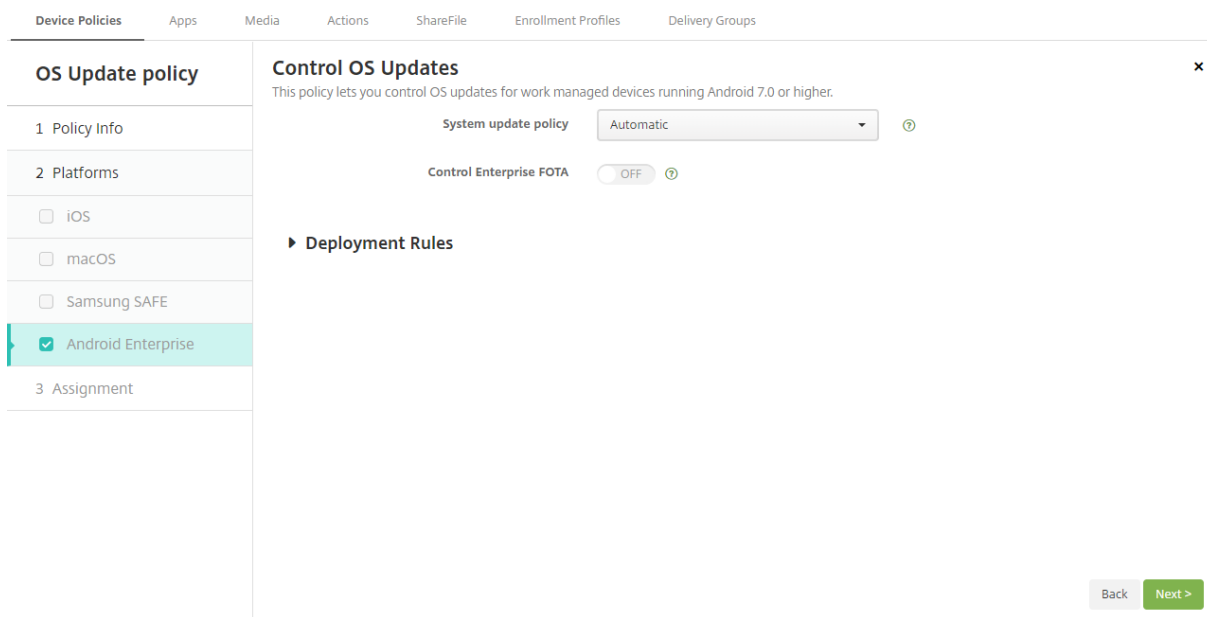 Device Policies Apps Media Actions ShareFile Enrollment Profiles Delivery Groups
OS Update policy
1 Policy Info
2 Platforms
iOS
macOS
Samsung SAFE
Android Enterprise
3 Assignment
Control OS Updates
This policy lets you control OS updates for work managed devices running Android 7.0 or higher.
System update policy Automatic
Control Enterprise FOTA OFF
Deployment Rules
Back Next >